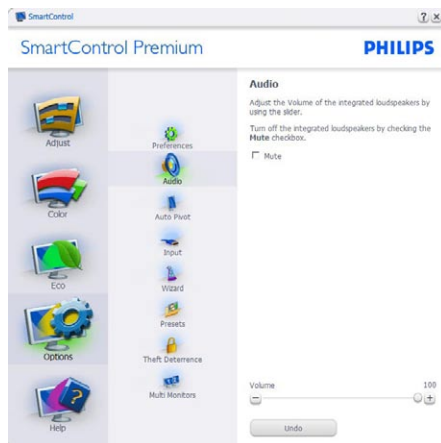 SmartControl
SmartControl Premium
PHILIPS
Adjust
Color
Eco
Options
Help
Preferences
Audio
Auto Pivot
Input
Wizard
Presets
Theft Deterrence
Multi Monitors
Audio
Adjust the Volume of the integrated loudspeakers by
using the slider.
Turn off the integrated loudspeakers by checking the
Mute checkbox.
Mute
Volume 100
Undo